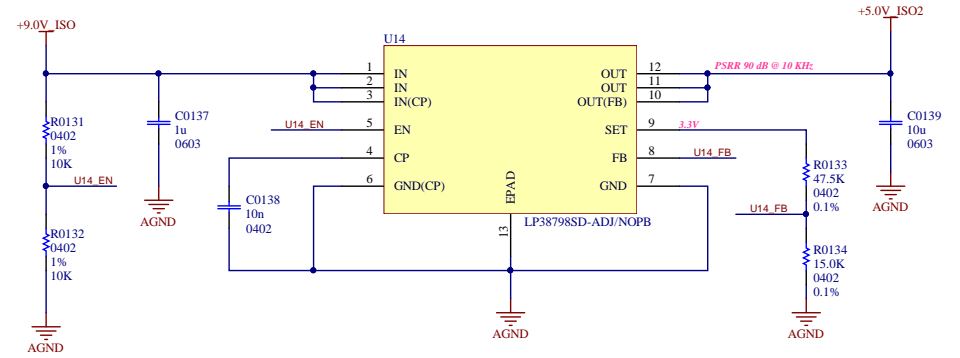 +9.0V_ISO
+5.0V_ISO2
U14
1 IN OUT 12
2 IN OUT 11
3 IN(CP) OUT(FB) 10
5 EN SET 9
4 CP FB 8
6 GND(CP) GND 7
EPAD
13
LP38798SD-ADJ/NOPB
PSRR 90 dB @ 10 KHz
3.3V
U14_EN
U14_FB
R0131
0402
1%
10K
U14_EN
R0132
0402
1%
10K
AGND
C0137
1u
0603
AGND
C0138
10n
0402
AGND
R0133
47.5K
0402
0.1%
U14_FB
R0134
15.0K
0402
0.1%
AGND
C0139
10u
0603
AGND